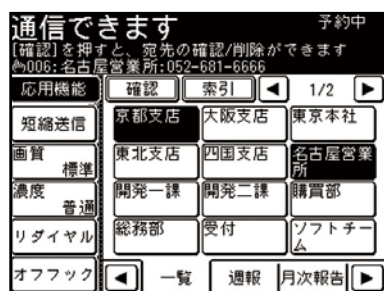 通信できます 予約中
[確認]を押すと、宛先の確認/削除ができます
006:名古屋営業所:052-681-6666
応用機能 確認 索引 ◀ 1/2 ▶
短縮送信 京都支店 大阪支店 東京本社
画質 標準 東北支店 四国支店 名古屋営業所
濃度 普通 開発一課 開発二課 購買部
リダイヤル 総務部 受付 ソフトチーム
オフフック ◀ 一覧 週報 月次報告 ▶